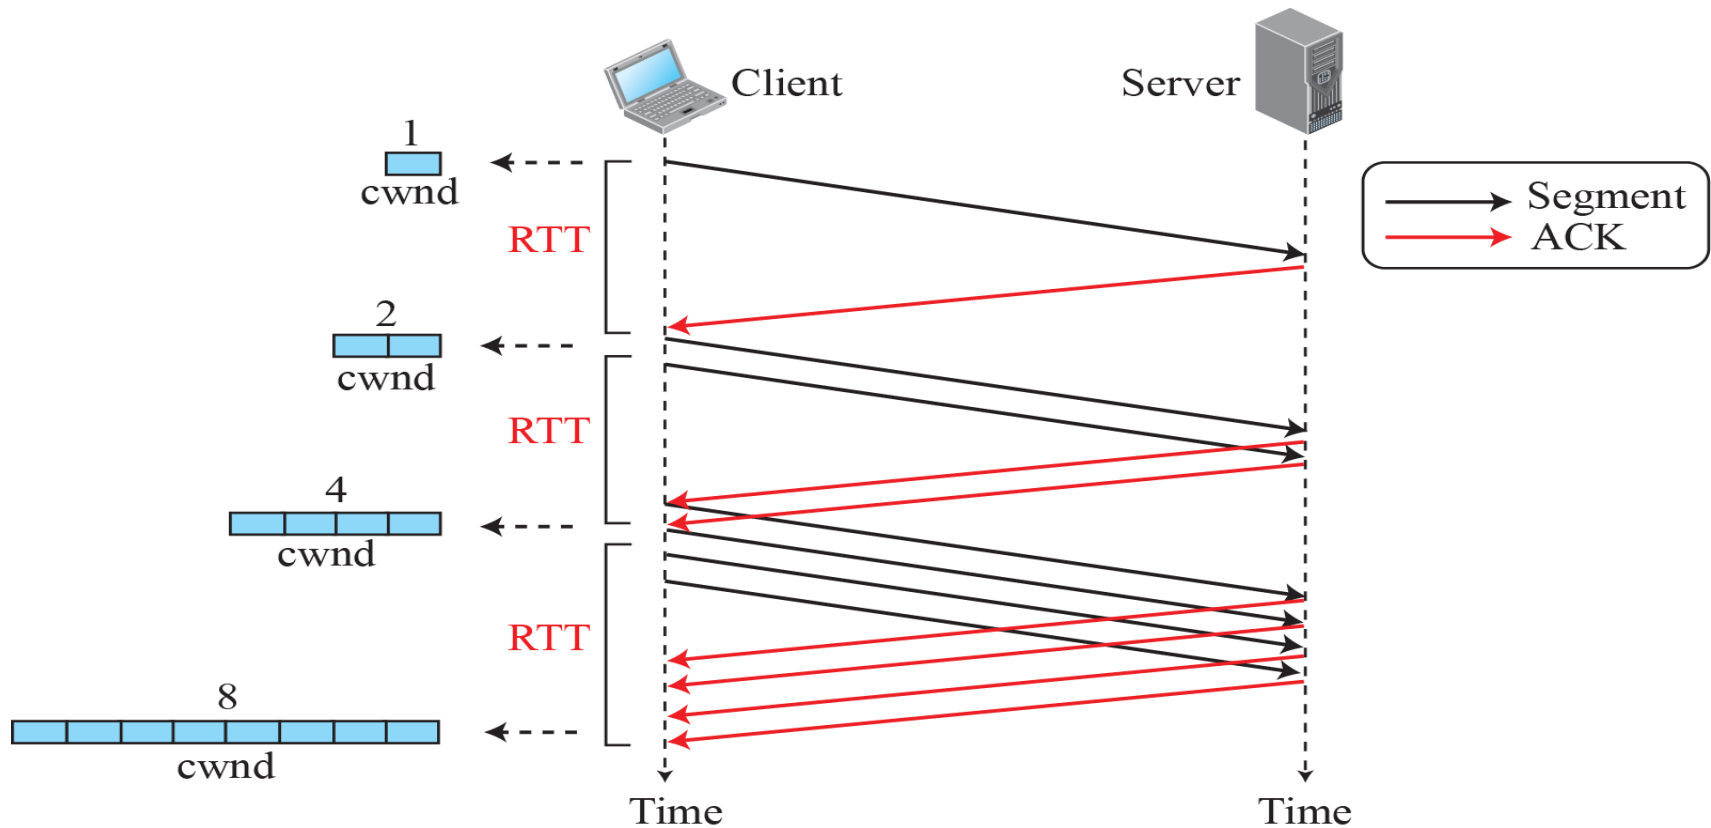 Client
Server
1
cwnd
Segment
ACK
RTT
2
cwnd
RTT
4
cwnd
RTT
8
cwnd
Time
Time